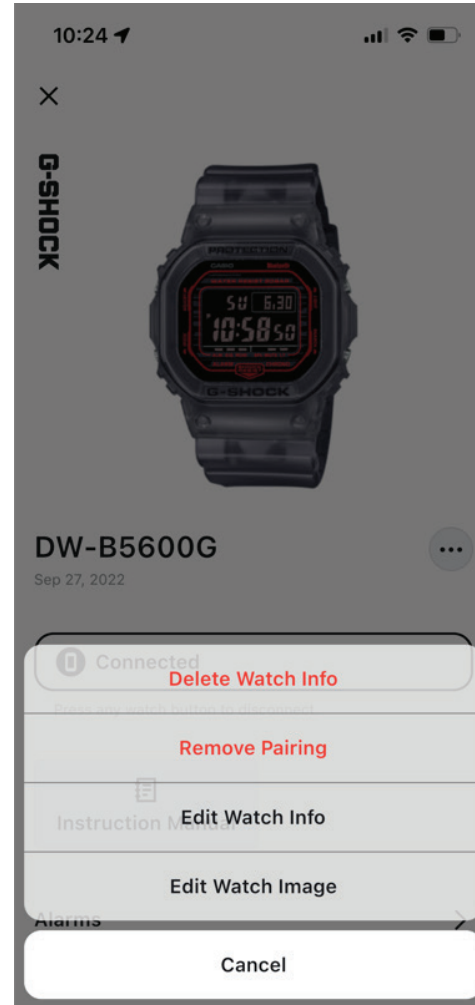 10:24
G-SHOCK
PROTECTION
CASIO Bluetooth
SU 6.30
10:58 50
G-SHOCK
DW-B5600G
Sep 27, 2022
Connected
Delete Watch Info
Press any watch button to disconnect
Remove Pairing
Edit Watch Info
Instruction Manual
Edit Watch Image
Alarms
Cancel